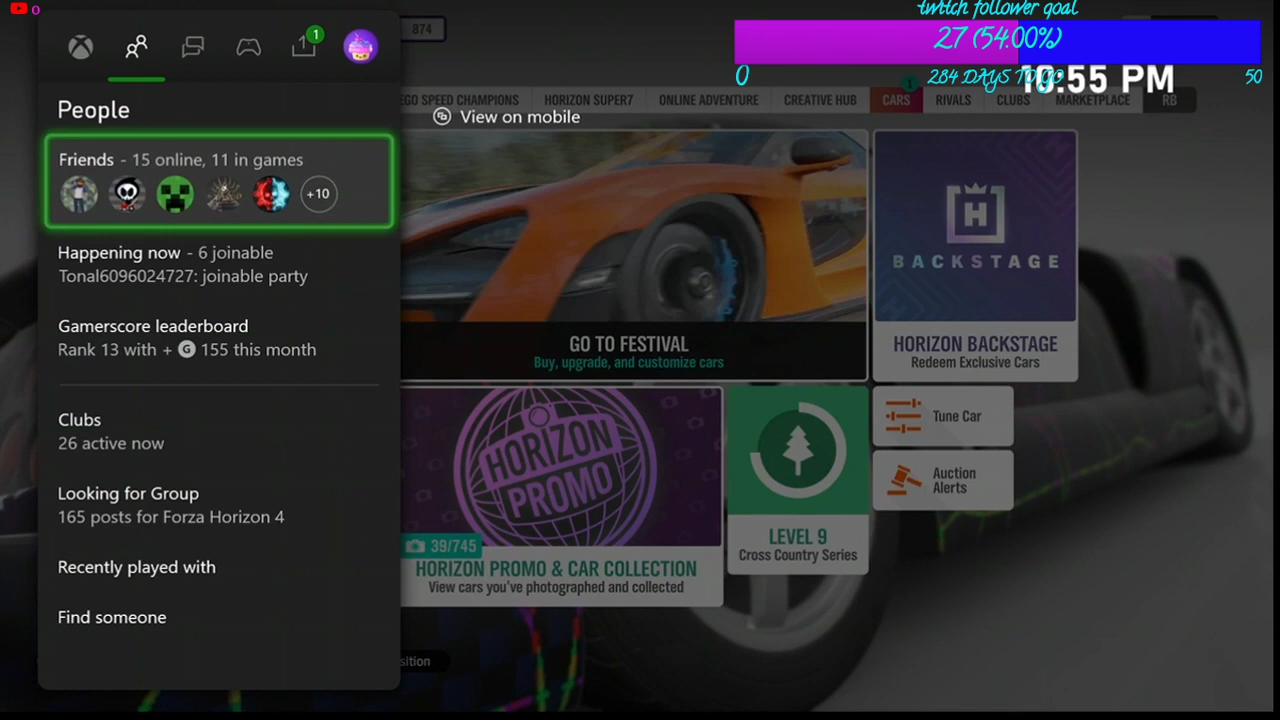 0
1
People
Friends - 15 online, 11 in games
+10
Happening now - 6 joinable
Tonal6096024727: joinable party
Gamerscore leaderboard
Rank 13 with + G 155 this month
Clubs
26 active now
Looking for Group
165 posts for Forza Horizon 4
Recently played with
Find someone
874
twitch follower goal
27 (54.00%)
0
284 DAYS TO GO
50
10:55 PM
EGO SPEED CHAMPIONS
HORIZON SUPER7
ONLINE ADVENTURE
CREATIVE HUB
CARS
1
RIVALS
CLUBS
MARKETPLACE
RB
View on mobile
GO TO FESTIVAL
Buy, upgrade, and customize cars
H
BACKSTAGE
HORIZON BACKSTAGE
Redeem Exclusive Cars
HORIZON
PROMO
39/745
HORIZON PROMO & CAR COLLECTION
View cars you've photographed and collected
LEVEL 9
Cross Country Series
Tune Car
Auction
Alerts
sition